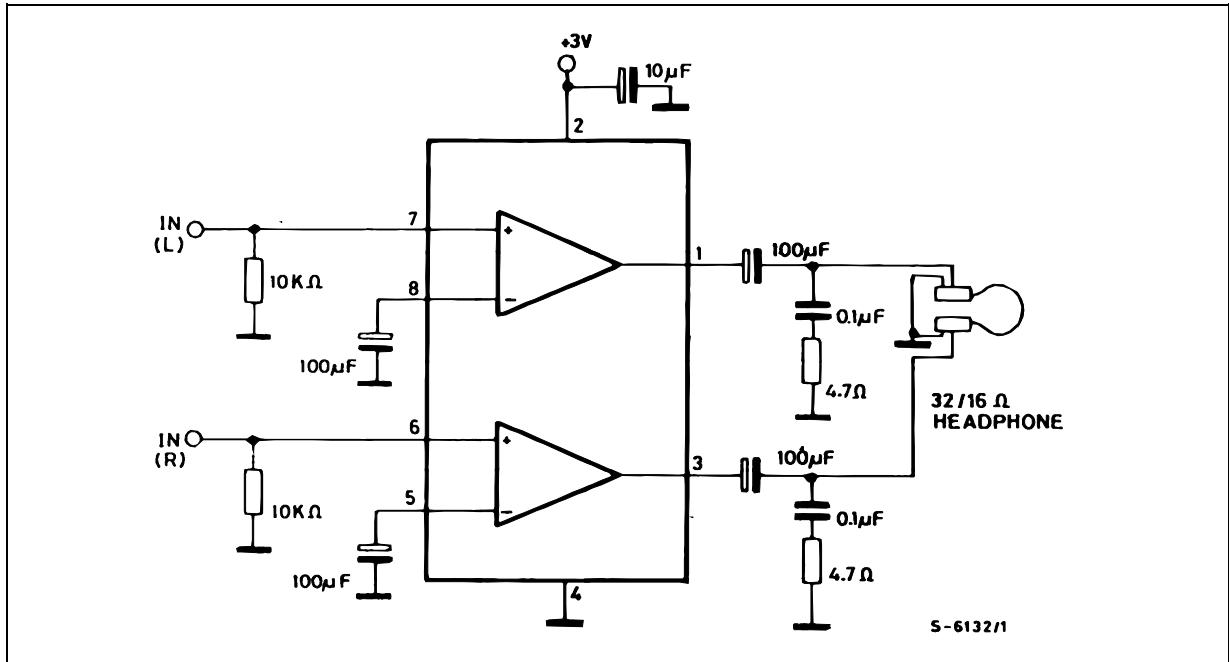 +3V
10µF
2
IN
(L)
7
10KΩ
+
8
−
100µF
1
100µF
0.1µF
4.7Ω
32/16 Ω
HEADPHONE
IN
(R)
6
10KΩ
+
5
−
100µF
3
100µF
0.1µF
4.7Ω
4
S-6132/1